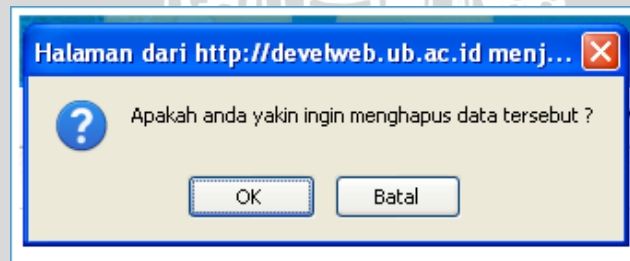 Halaman dari http://develweb.ub.ac.id menj...
Apakah anda yakin ingin menghapus data tersebut ?
OK
Batal